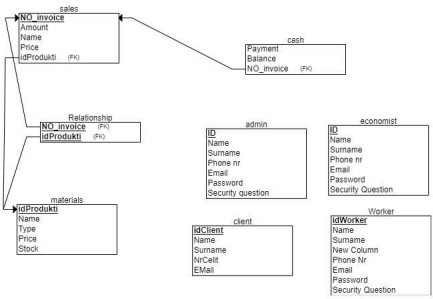 sales
NO_invoice
Amount
Name
Price
idProdukti (FK)
cash
Payment
Balance
NO_invoice (FK)
Relationship
NO_invoice (FK)
idProdukti (FK)
admin
ID
Name
Surname
Phone nr
Email
Password
Security question
economist
ID
Name
Surname
Phone nr
Email
Password
Security Question
materials
idProdukti
Name
Type
Price
Stock
client
idClient
Name
Surname
NrCelit
EMail
Worker
idWorker
Name
Surname
New Column
Phone Nr
Email
Password
Security Question